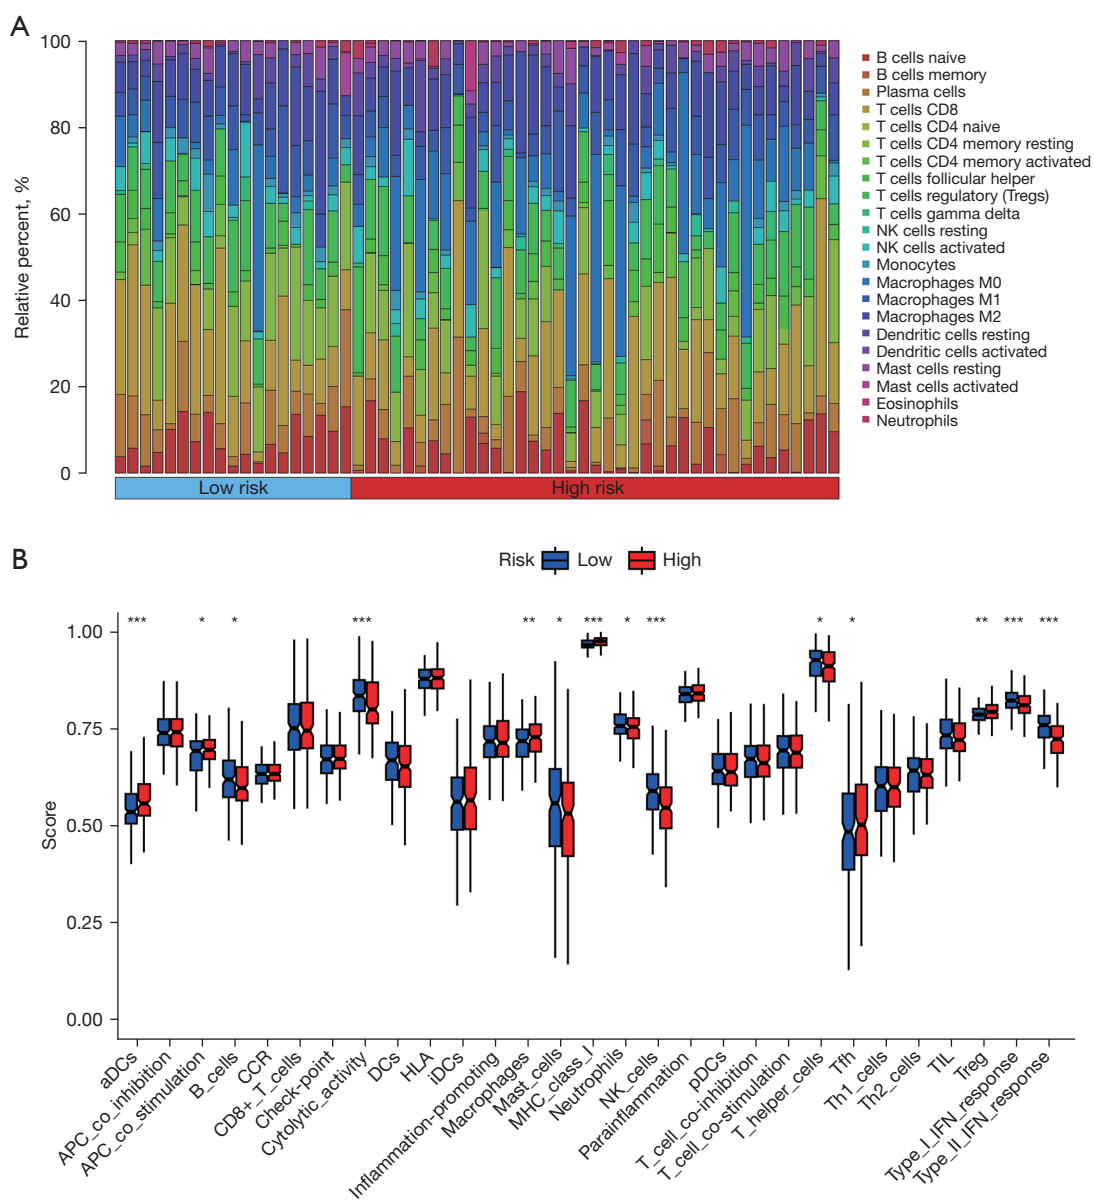 A
100
80
60
40
20
0
Relative percent, %
Low risk
High risk
B cells naive
B cells memory
Plasma cells
T cells CD8
T cells CD4 naive
T cells CD4 memory resting
T cells CD4 memory activated
T cells follicular helper
T cells regulatory (Tregs)
T cells gamma delta
NK cells resting
NK cells activated
Monocytes
Macrophages M0
Macrophages M1
Macrophages M2
Dendritic cells resting
Dendritic cells activated
Mast cells resting
Mast cells activated
Eosinophils
Neutrophils
B
Risk Low High
*** * * *** ** * *** * *** * * ** *** ***
1.00
0.75
0.50
0.25
0.00
Score
aDCs
APC_co_inhibition
APC_co_stimulation
B_cells
CCR
CD8+_T_cells
Check-point
Cytolytic_activity
DCs
HLA
iDCs
Inflammation-promoting
Macrophages
Mast_cells
MHC_class_I
Neutrophils
NK_cells
Parainflammation
pDCs
T_cell_co-inhibition
T_cell_co-stimulation
T_helper_cells
Tfh
Th1_cells
Th2_cells
TIL
Treg
Type_I_IFN_response
Type_II_IFN_response